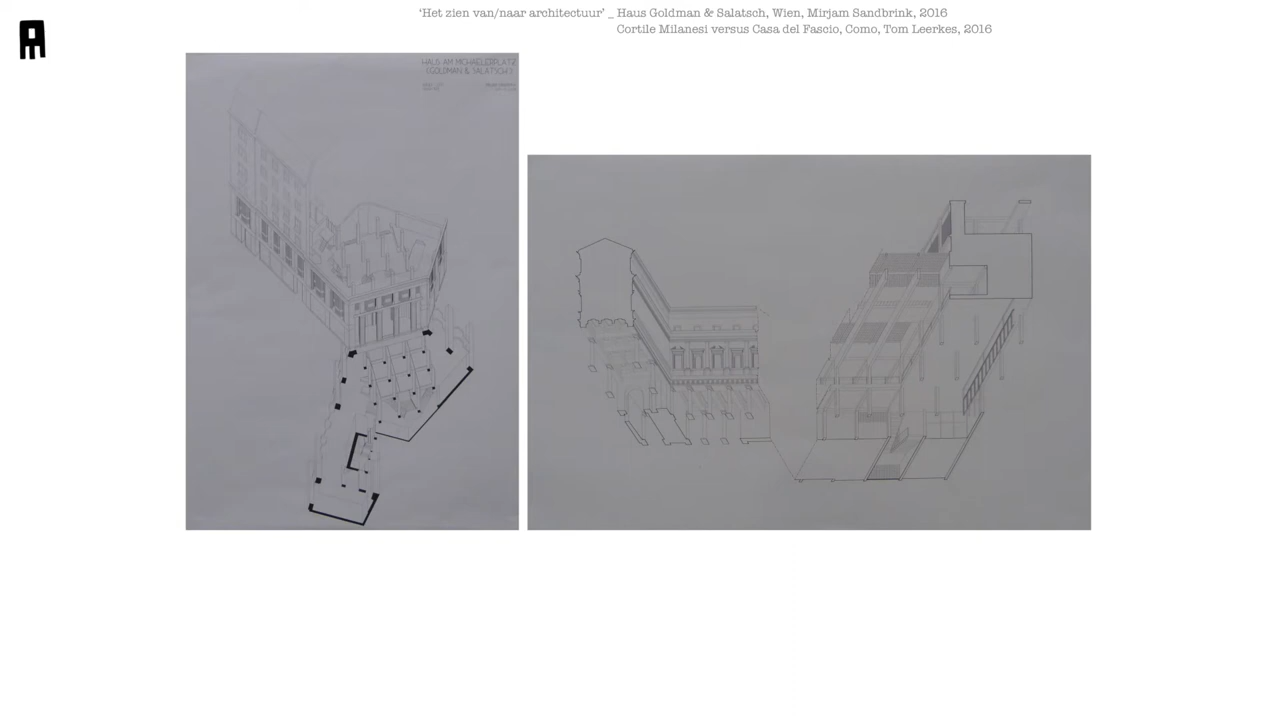 ‘Het zien van/naar architectuur’ _ Haus Goldman & Salatsch, Wien, Mirjam Sandbrink, 2016
Cortile Milanesi versus Casa del Fascio, Como, Tom Leerkes, 2016
HAUS AM MICHAELERPLATZ
(GOLDMAN & SALATSCH)